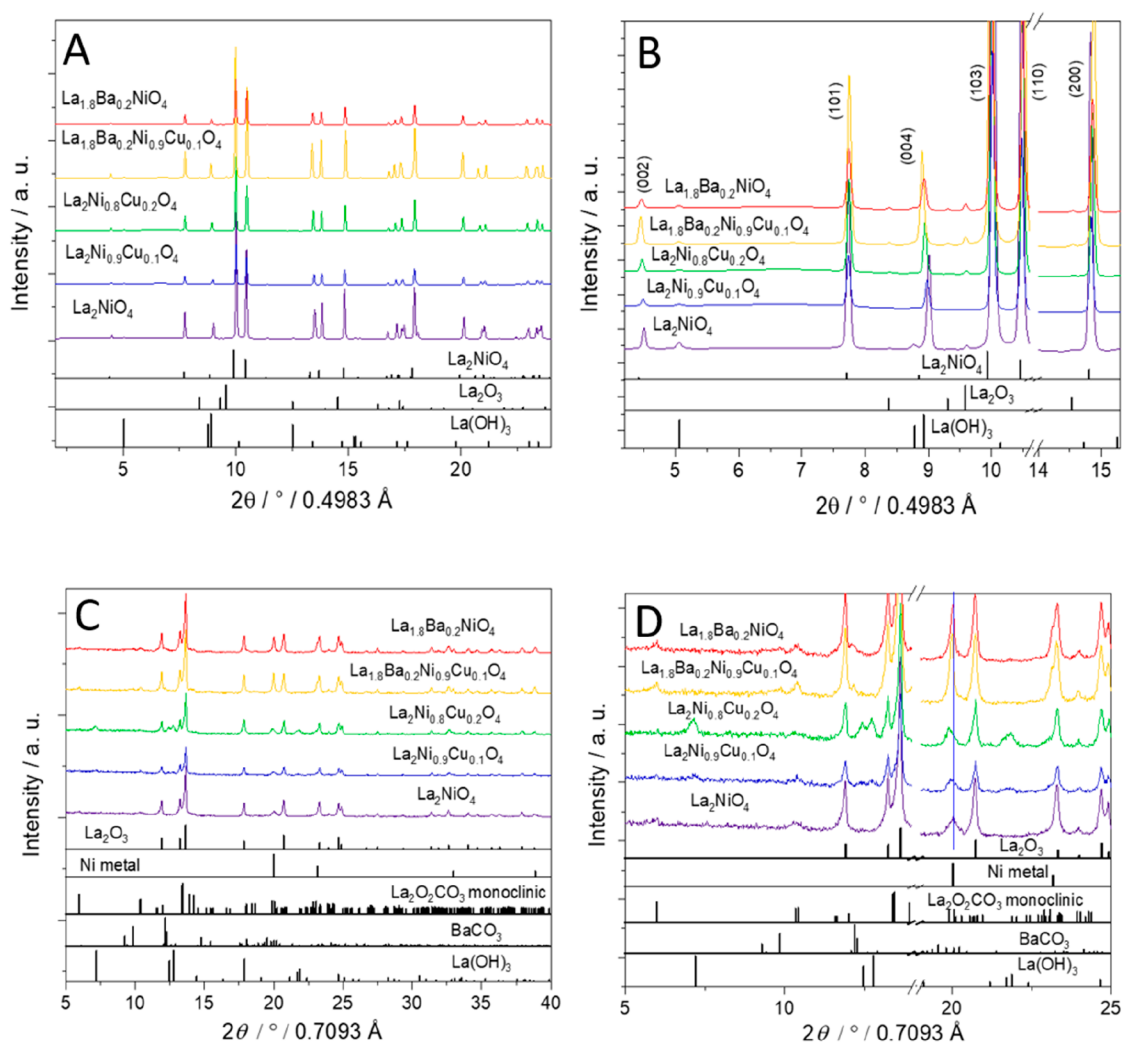 A
Intensity / a. u.
La1.8Ba0.2NiO4
La1.8Ba0.2Ni0.9Cu0.1O4
La2Ni0.8Cu0.2O4
La2Ni0.9Cu0.1O4
La2NiO4
La2NiO4
La2O3
La(OH)3
5 10 15 20
2θ / ° / 0.4983 Å
B
Intensity / a. u.
(002)
(101)
(004)
(103)
(110)
(200)
La1.8Ba0.2NiO4
La1.8Ba0.2Ni0.9Cu0.1O4
La2Ni0.8Cu0.2O4
La2Ni0.9Cu0.1O4
La2NiO4
La2NiO4
La2O3
La(OH)3
5 6 7 8 9 10 14 15
2θ / ° / 0.4983 Å
C
Intensity / a. u.
La1.8Ba0.2NiO4
La1.8Ba0.2Ni0.9Cu0.1O4
La2Ni0.8Cu0.2O4
La2Ni0.9Cu0.1O4
La2NiO4
La2O3
Ni metal
La2O2CO3 monoclinic
BaCO3
La(OH)3
5 10 15 20 25 30 35 40
2θ / ° / 0.7093 Å
D
Intensity / a. u.
La1.8Ba0.2NiO4
La1.8Ba0.2Ni0.9Cu0.1O4
La2Ni0.8Cu0.2O4
La2Ni0.9Cu0.1O4
La2NiO4
La2O3
Ni metal
La2O2CO3 monoclinic
BaCO3
La(OH)3
5 10 20 25
2θ / ° / 0.7093 Å